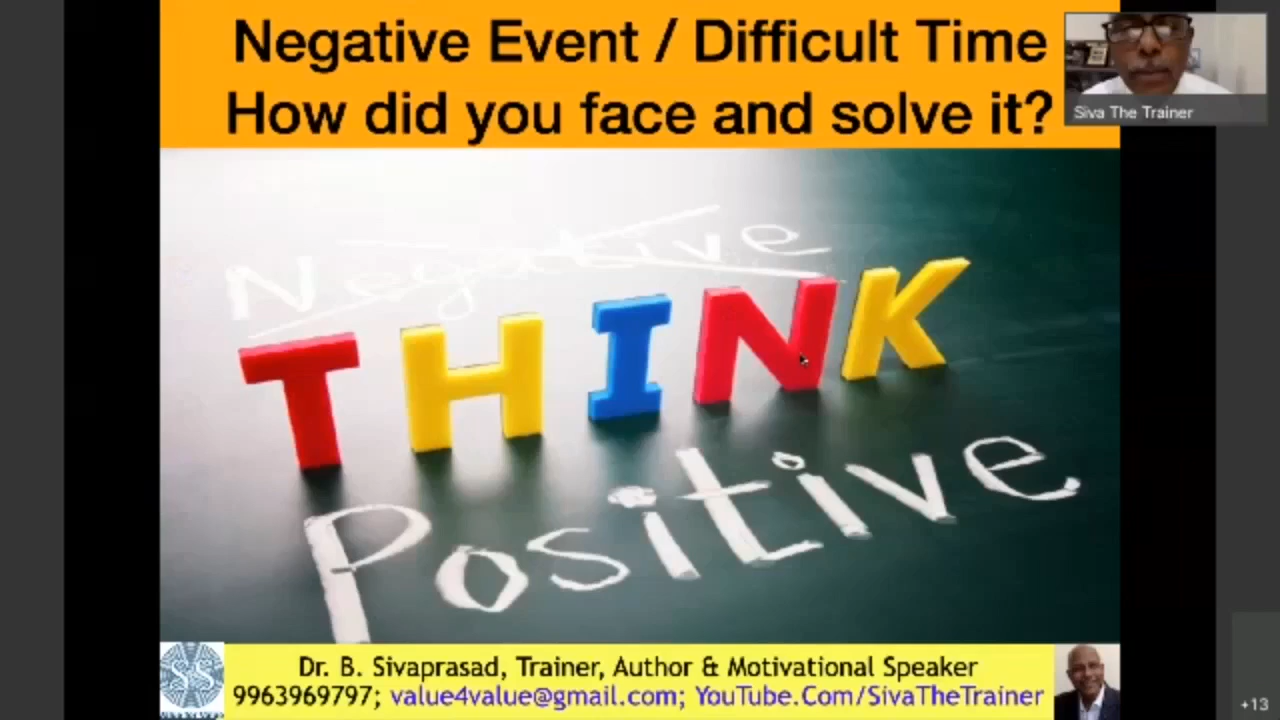 Negative Event / Difficult Time
How did you face and solve it?
Siva The Trainer
Negative
THINK
Positive
Dr. B. Sivaprasad, Trainer, Author & Motivational Speaker
9963969797; value4value@gmail.com; YouTube.Com/SivaTheTrainer
+13